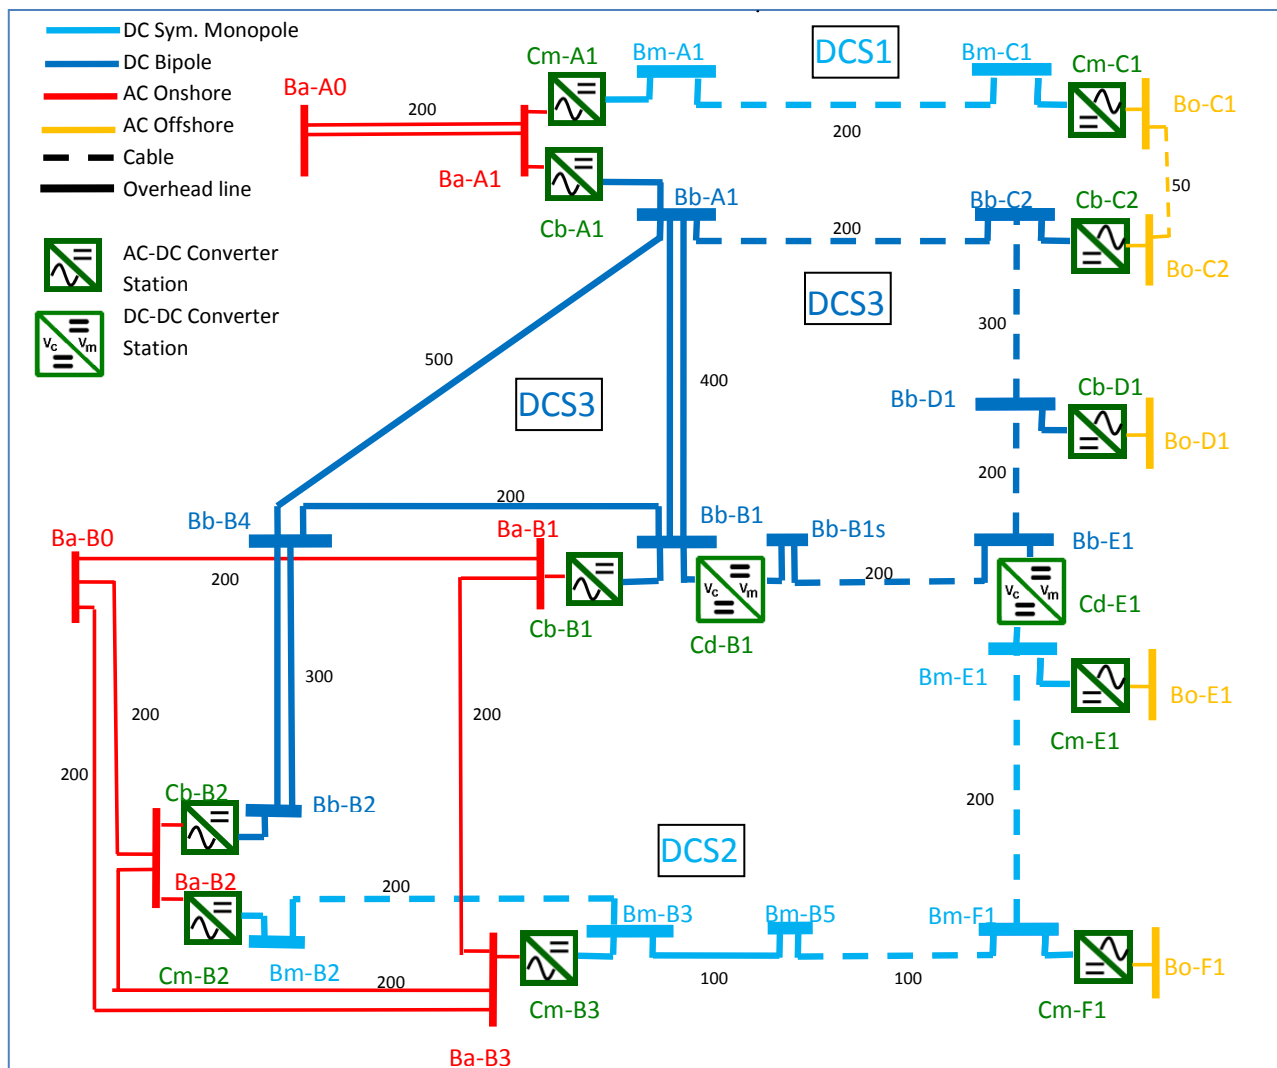 DC Sym. Monopole
DC Bipole
AC Onshore
AC Offshore
Cable
Overhead line
AC-DC Converter
Station
DC-DC Converter
Station
Vc
Vm
Ba-A0
200
Ba-A1
Cm-A1
Bm-A1
DCS1
Bm-C1
Cm-C1
Bo-C1
200
50
Cb-A1
Bb-A1
Bb-C2
Cb-C2
200
Bo-C2
DCS3
300
500
400
DCS3
Bb-D1
Cb-D1
Bo-D1
200
200
Bb-B4
Ba-B1
Bb-B1
Bb-B1s
Bb-E1
Ba-B0
200
200
Vc
Vm
Vc
Vm
Cd-E1
Cb-B1
Cd-B1
Bm-E1
Bo-E1
300
200
200
Cm-E1
200
Cb-B2
Bb-B2
200
DCS2
Ba-B2
200
Bm-B3
Bm-B5
Bm-F1
Cm-B2
Bm-B2
200
100
100
Bo-F1
Cm-B3
Cm-F1
Ba-B3